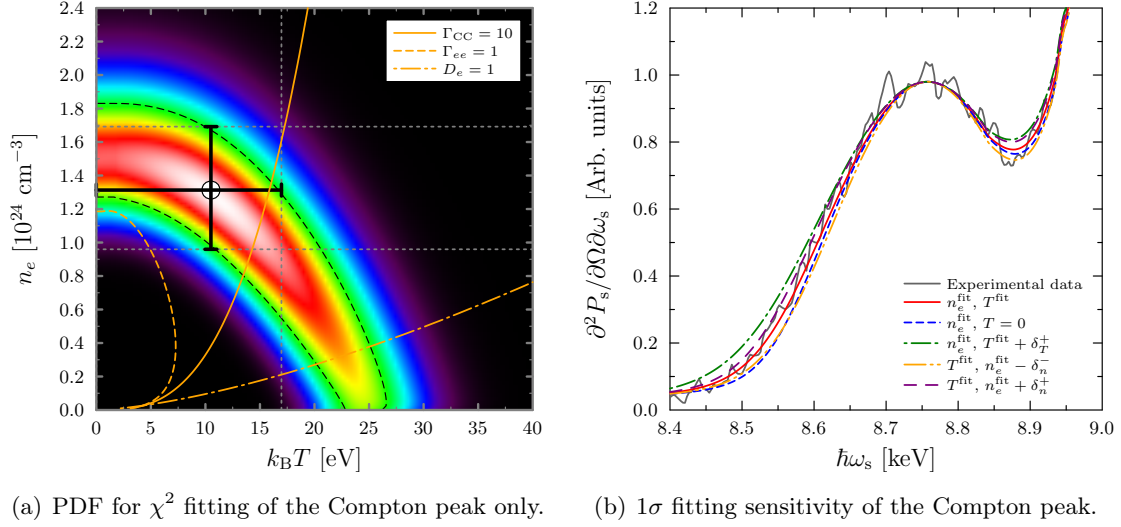 2.4
2.2
2.0
1.8
1.6
1.4
1.2
1.0
0.8
0.6
0.4
0.2
0.0
n_e [10^24 cm^−3]
Γ_CC = 10
Γ_ee = 1
D_e = 1
0 5 10 15 20 25 30 35 40
k_B T [eV]
(a) PDF for χ^2 fitting of the Compton peak only.
1.2
1.0
0.8
0.6
0.4
0.2
0.0
∂^2 P_s/∂Ω∂ω_s [Arb. units]
Experimental data
n_e^fit, T^fit
n_e^fit, T = 0
n_e^fit, T^fit + δ_T^+
T^fit, n_e^fit − δ_n^−
T^fit, n_e^fit + δ_n^+
8.4 8.5 8.6 8.7 8.8 8.9 9.0
ℏω_s [keV]
(b) 1σ fitting sensitivity of the Compton peak.